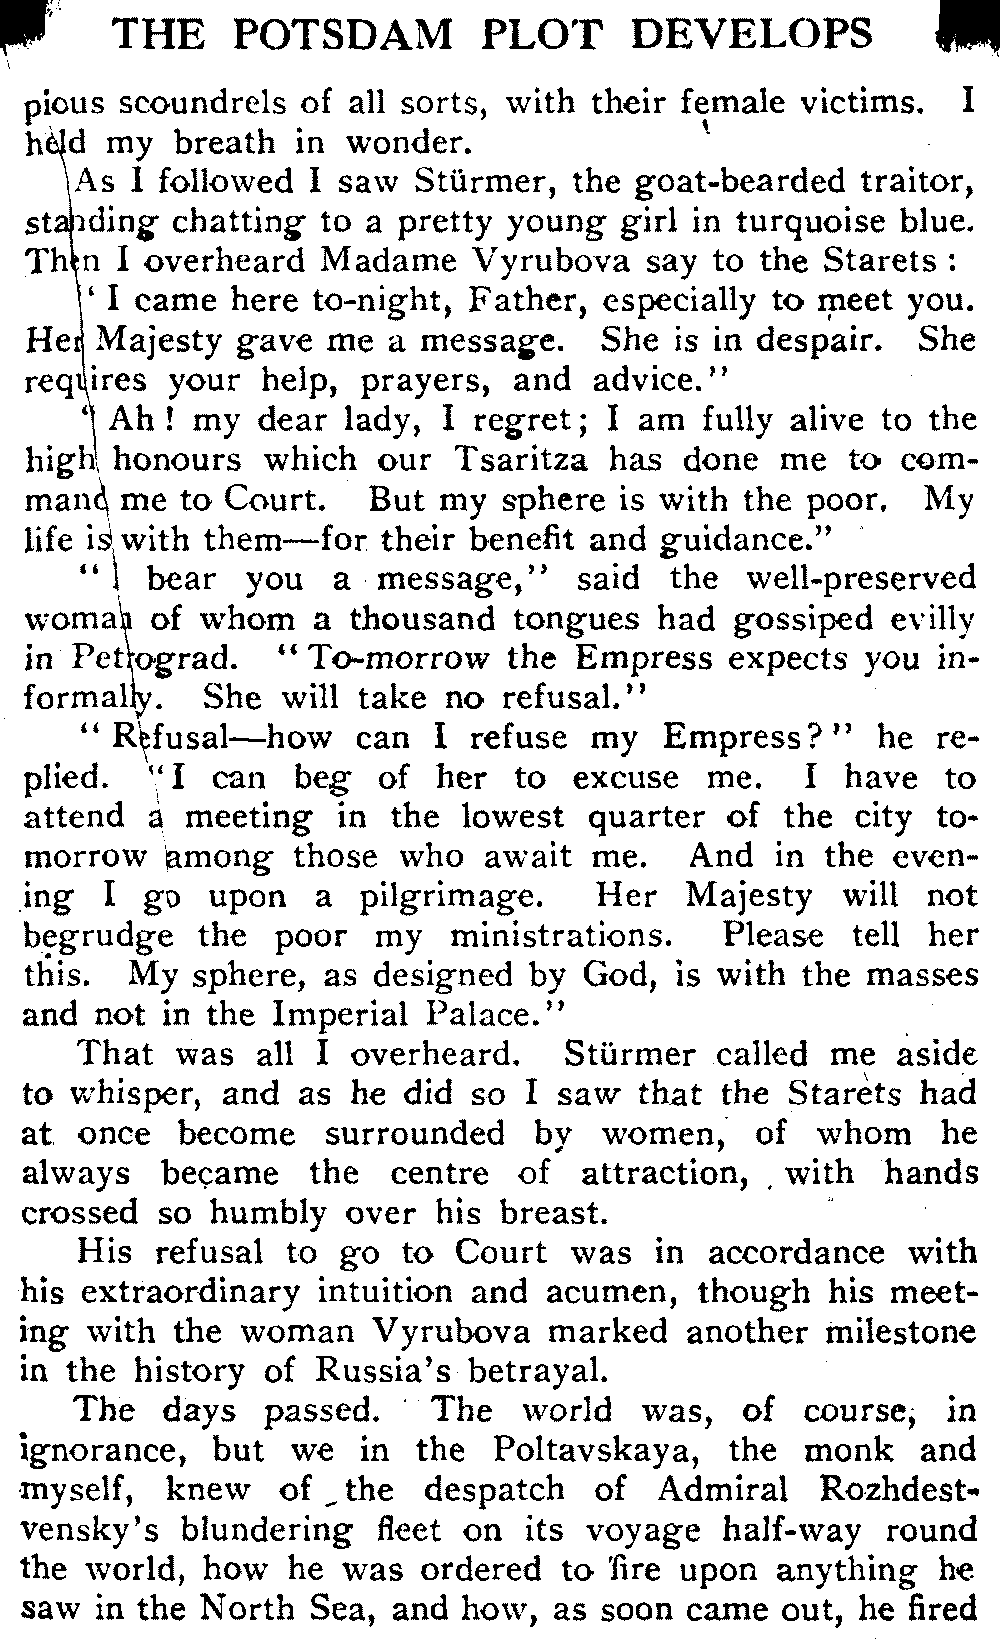 THE POTSDAM PLOT DEVELOPS
pious scoundrels of all sorts, with their female victims. I
held my breath in wonder.
As I followed I saw Stürmer, the goat-bearded traitor,
standing chatting to a pretty young girl in turquoise blue.
Then I overheard Madame Vyrubova say to the Starets :
“ I came here to-night, Father, especially to meet you.
Her Majesty gave me a message. She is in despair. She
requires your help, prayers, and advice.”
“ Ah ! my dear lady, I regret ; I am fully alive to the
high honours which our Tsaritza has done me to com-
mand me to Court. But my sphere is with the poor. My
life is with them—for their benefit and guidance.”
“ I bear you a message,” said the well-preserved
woman of whom a thousand tongues had gossiped evilly
in Petrograd. “ To-morrow the Empress expects you in-
formally. She will take no refusal.”
“ Refusal—how can I refuse my Empress ? ” he re-
plied. “ I can beg of her to excuse me. I have to
attend a meeting in the lowest quarter of the city to-
morrow among those who await me. And in the even-
ing I go upon a pilgrimage. Her Majesty will not
begrudge the poor my ministrations. Please tell her
this. My sphere, as designed by God, is with the masses
and not in the Imperial Palace.”
That was all I overheard. Stürmer called me aside
to whisper, and as he did so I saw that the Starets had
at once become surrounded by women, of whom he
always became the centre of attraction, with hands
crossed so humbly over his breast.
His refusal to go to Court was in accordance with
his extraordinary intuition and acumen, though his meet-
ing with the woman Vyrubova marked another milestone
in the history of Russia’s betrayal.
The days passed. The world was, of course, in
ignorance, but we in the Poltavskaya, the monk and
myself, knew of the despatch of Admiral Rozhdest-
vensky’s blundering fleet on its voyage half-way round
the world, how he was ordered to fire upon anything he
saw in the North Sea, and how, as soon came out, he fired